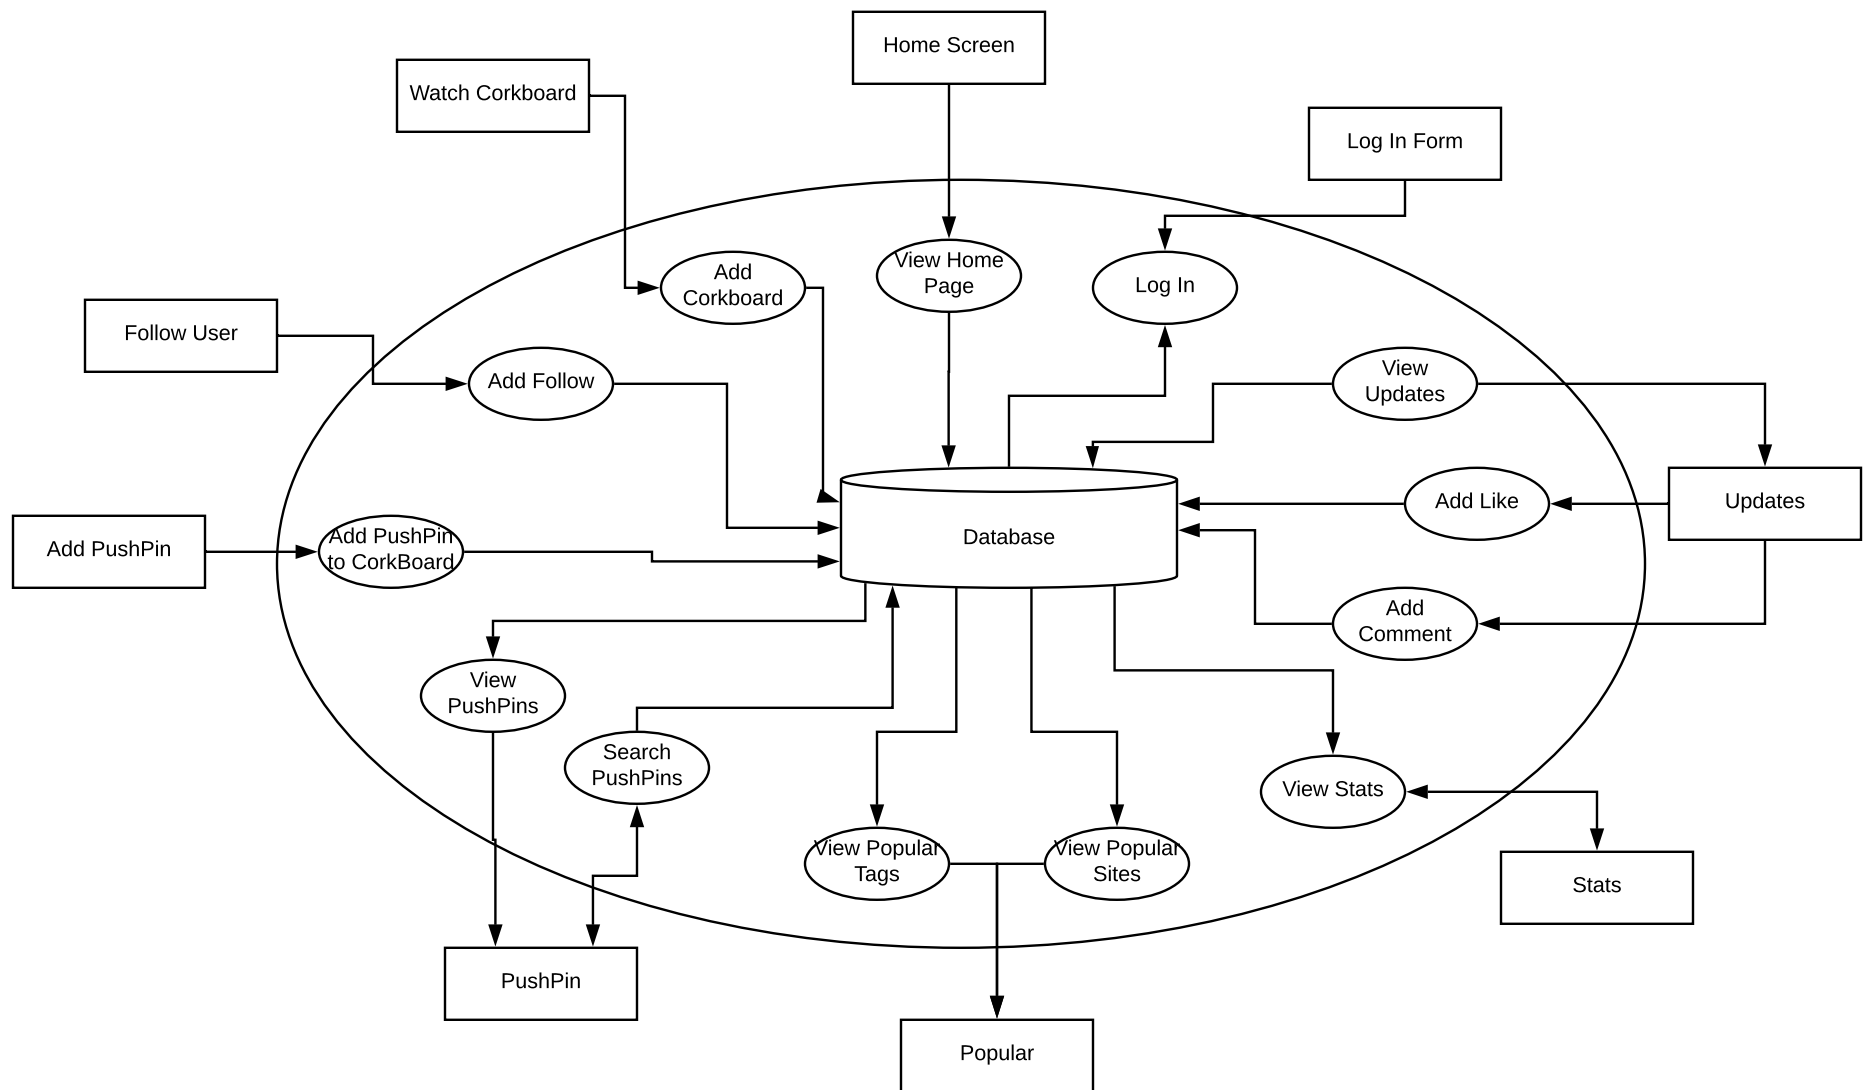 Home Screen
Watch Corkboard
Log In Form
View Home
Page
Add
Corkboard
Log In
Follow User
Add Follow
View
Updates
Add Like
Updates
Add PushPin
Add PushPin
to CorkBoard
Database
Add
Comment
View
PushPins
Search
PushPins
View Stats
View Popular
Tags
View Popular
Sites
Stats
PushPin
Popular